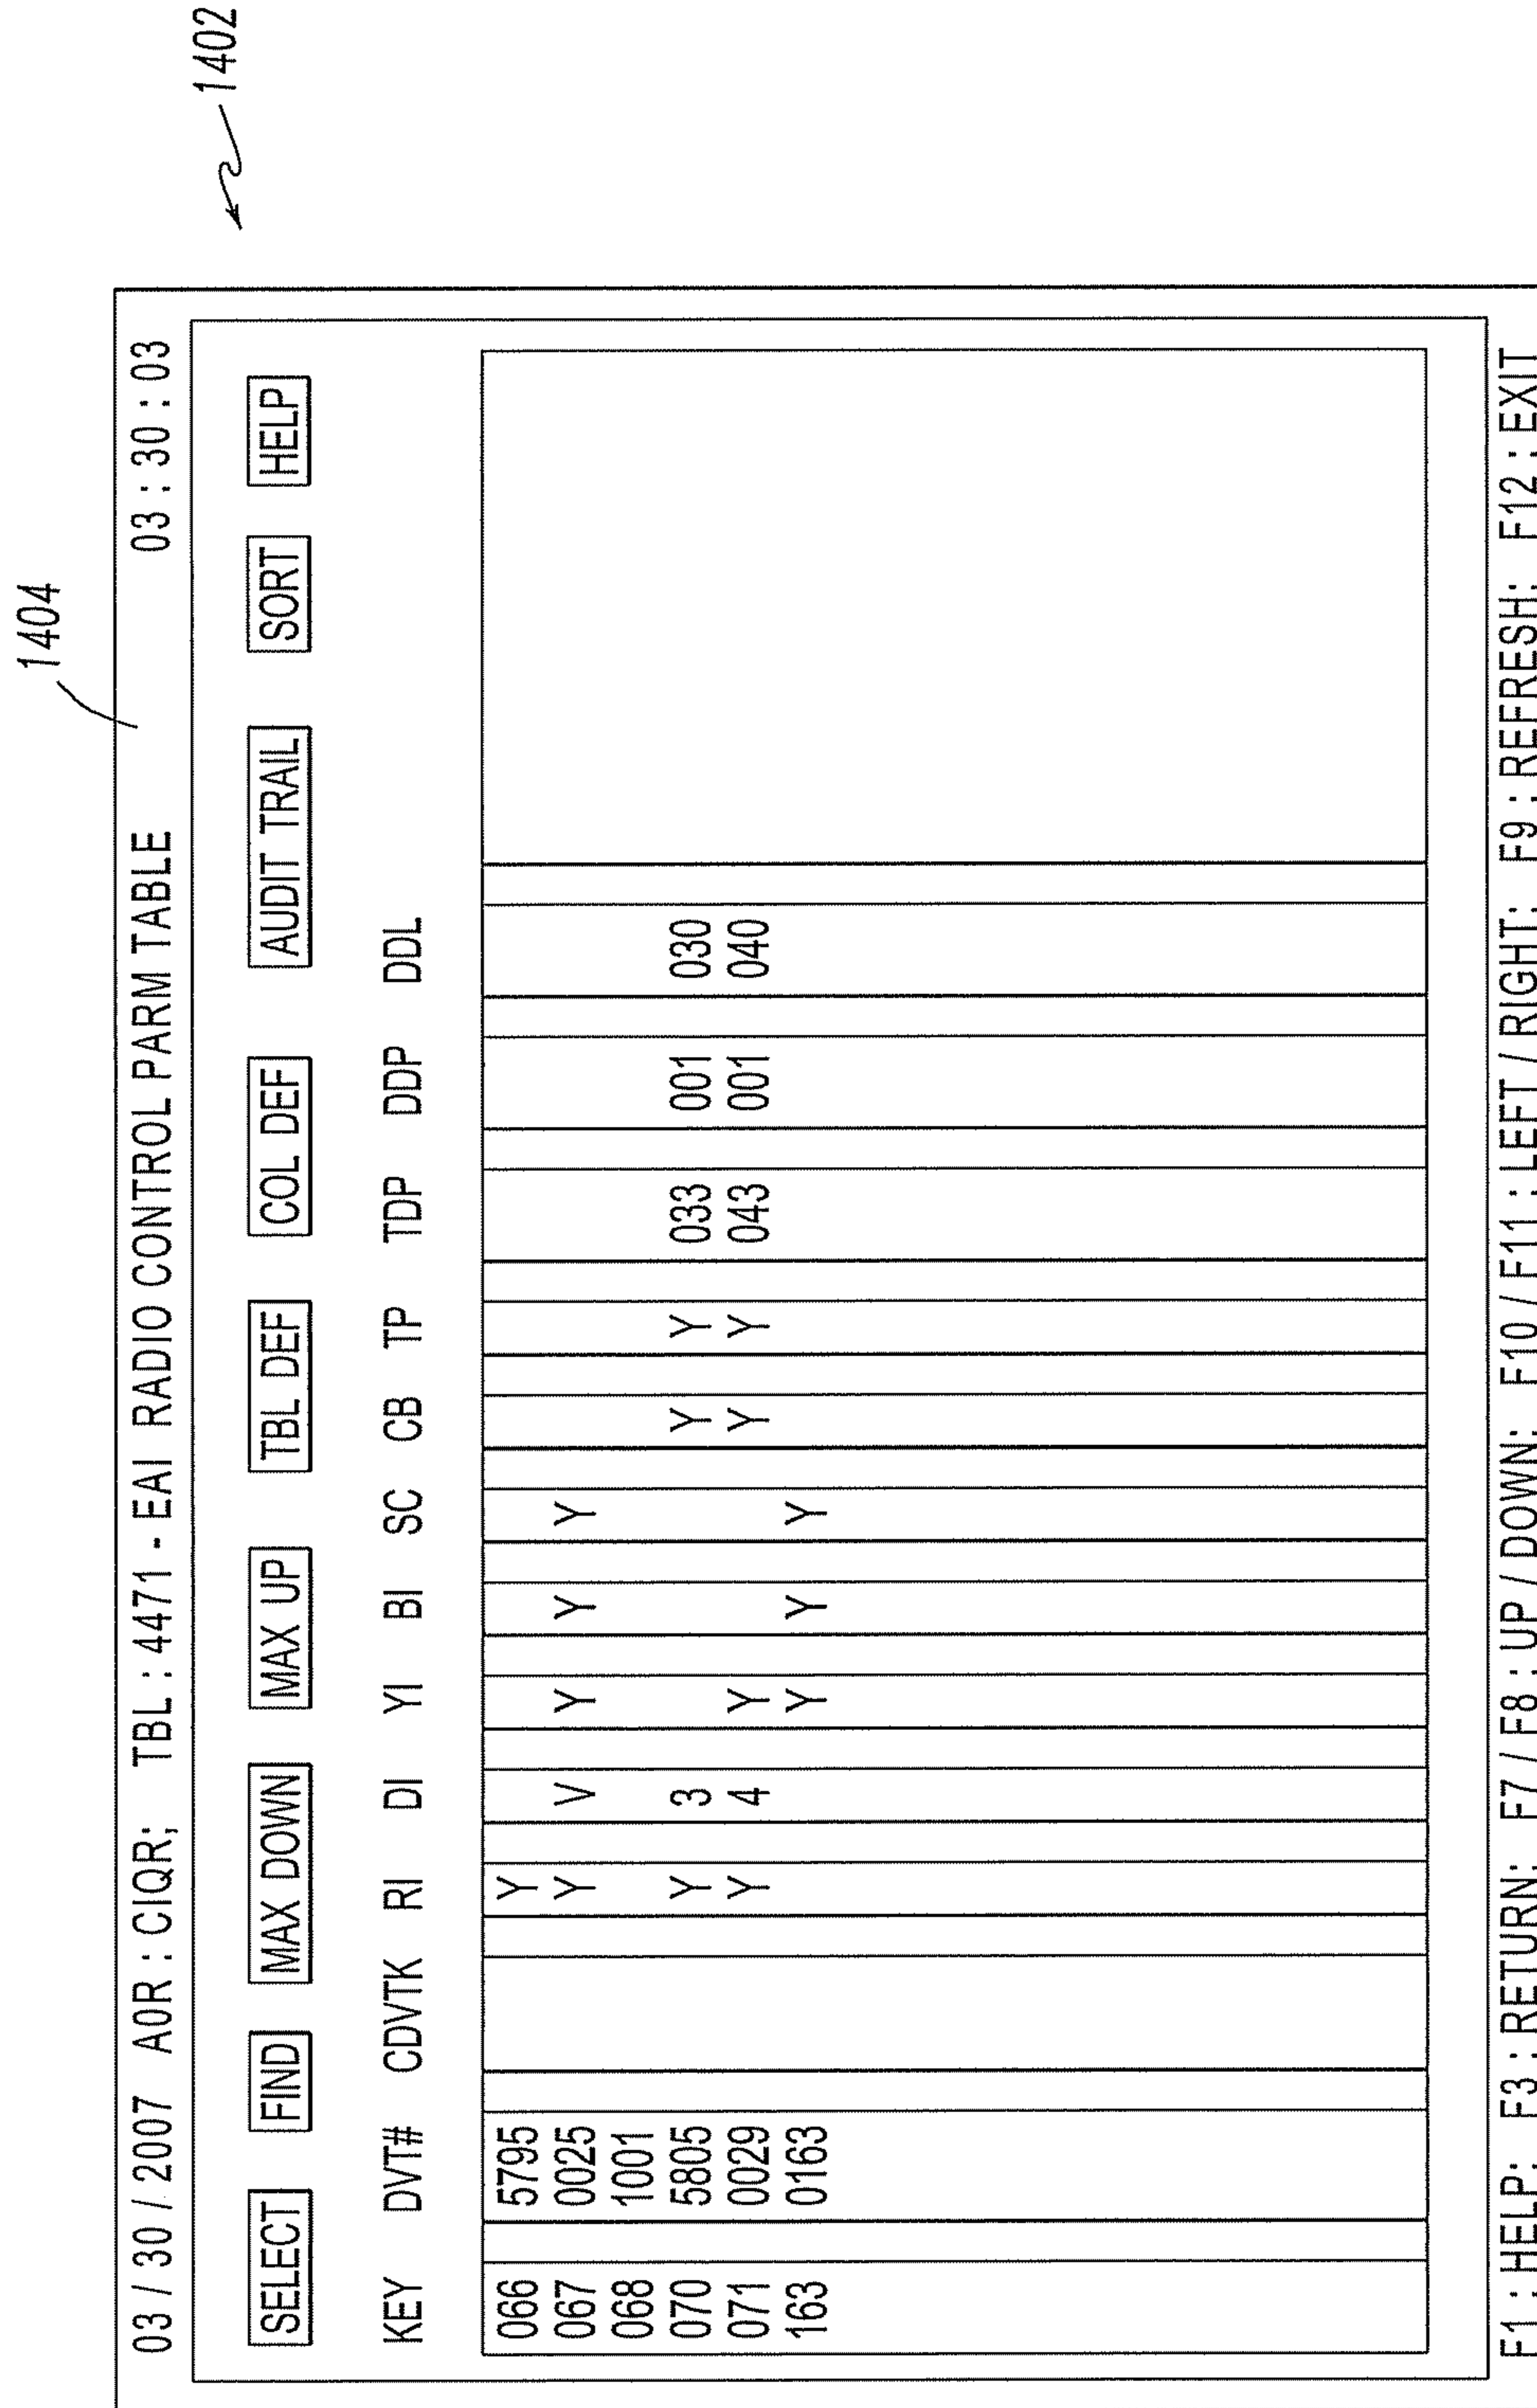 1402
1404
03 / 30 / 2007 A0R : CIQR; TBL : 4471 - EAI RADIO CONTROL PARM TABLE 03 : 30 : 03
SELECT FIND MAX DOWN MAX UP TBL DEF COL DEF AUDIT TRAIL SORT HELP
KEY DVT# CDVTK RI DI YI BI SC CB TP TDP DDP DDL
066 5795 Y
067 0025 Y V Y Y Y
068 1001
070 5805 Y 3 Y Y 033 001 030
071 0029 Y 4 Y Y Y 043 001 040
163 0163 Y Y Y
F1 : HELP; F3 : RETURN; F7 / F8 : UP / DOWN; F10 / F11 : LEFT / RIGHT; F9 : REFRESH; F12 : EXIT